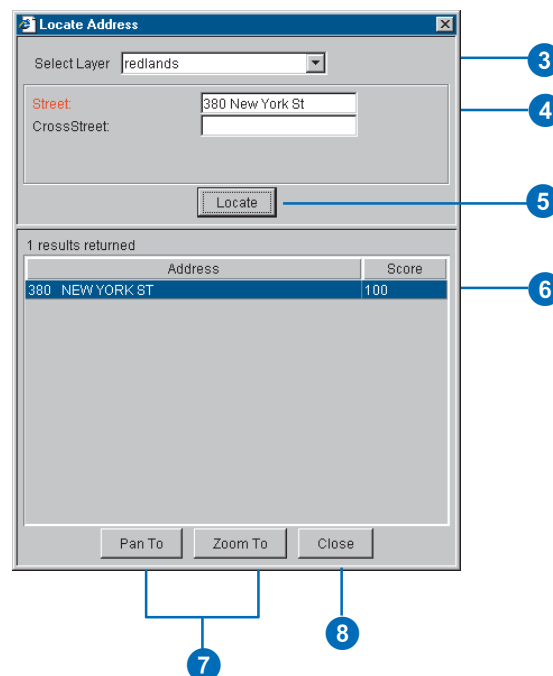 Locate Address
Select Layer redlands
3
Street: 380 New York St
4
CrossStreet:
Locate
5
1 results returned
Address Score
380 NEW YORK ST 100
6
Pan To Zoom To Close
7
8